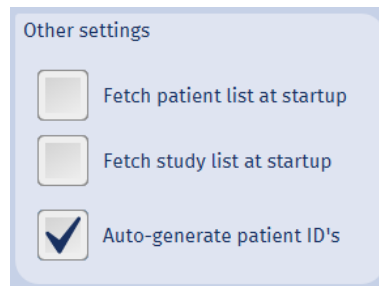 Other settings
Fetch patient list at startup
Fetch study list at startup
Auto-generate patient ID's